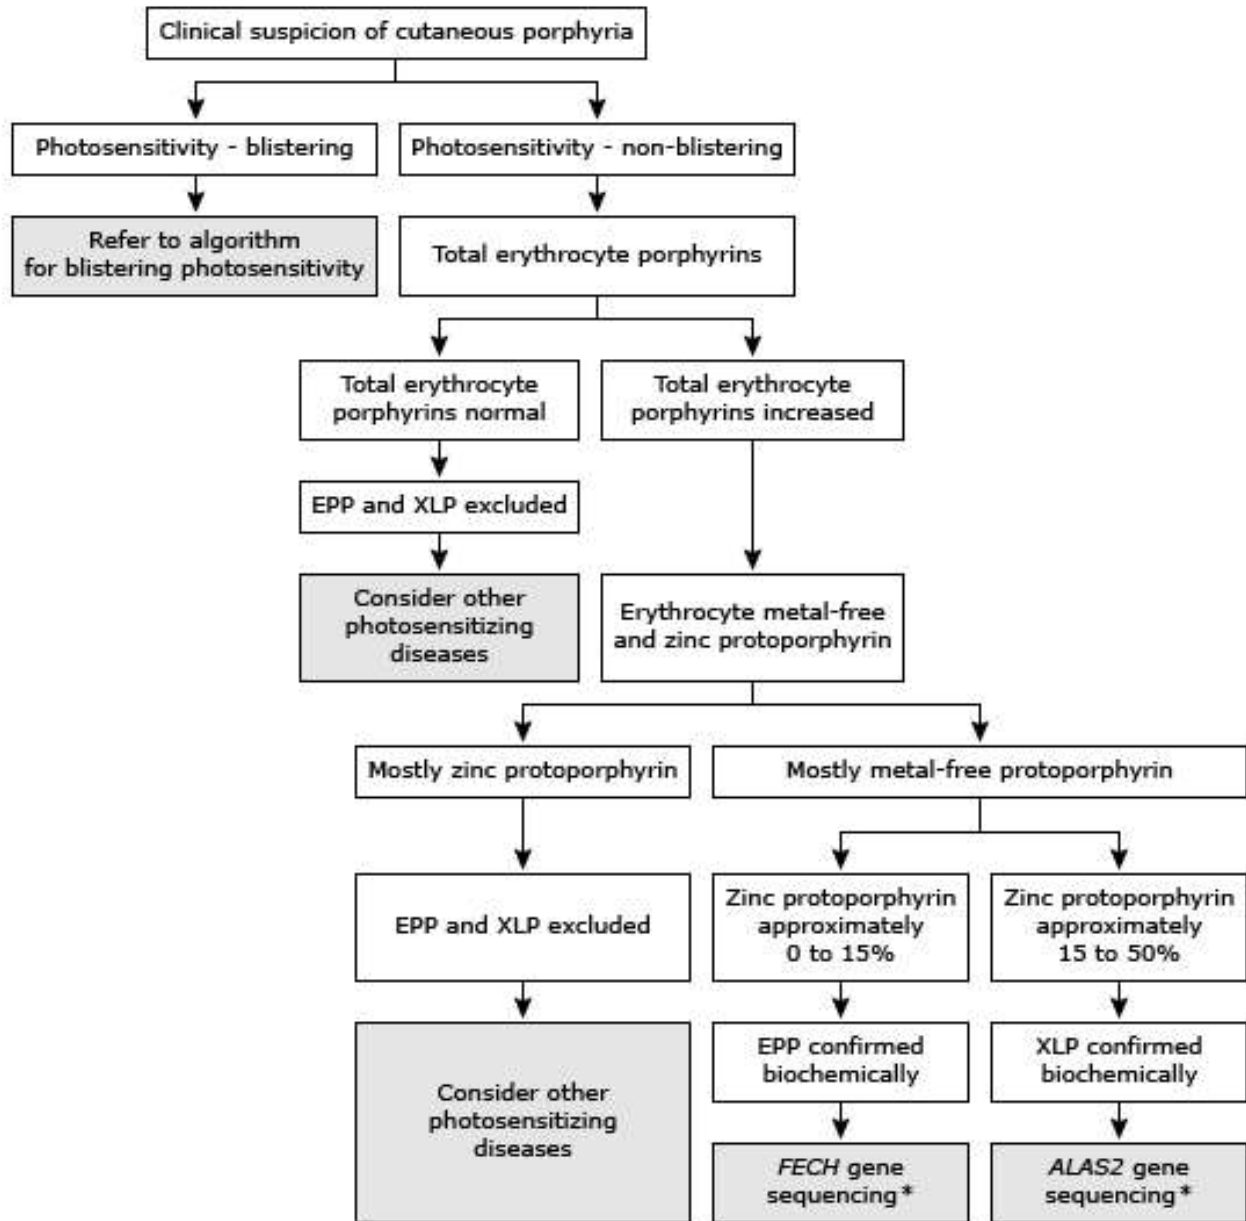 Clinical suspicion of cutaneous porphyria
Photosensitivity - blistering
Photosensitivity - non-blistering
Refer to algorithm
for blistering photosensitivity
Total erythrocyte porphyrins
Total erythrocyte
porphyrins normal
Total erythrocyte
porphyrins increased
EPP and XLP excluded
Consider other
photosensitizing
diseases
Erythrocyte metal-free
and zinc protoporphyrin
Mostly zinc protoporphyrin
Mostly metal-free protoporphyrin
EPP and XLP excluded
Zinc protoporphyrin
approximately
0 to 15%
Zinc protoporphyrin
approximately
15 to 50%
Consider other
photosensitizing
diseases
EPP confirmed
biochemically
XLP confirmed
biochemically
FECH gene
sequencing*
ALAS2 gene
sequencing*